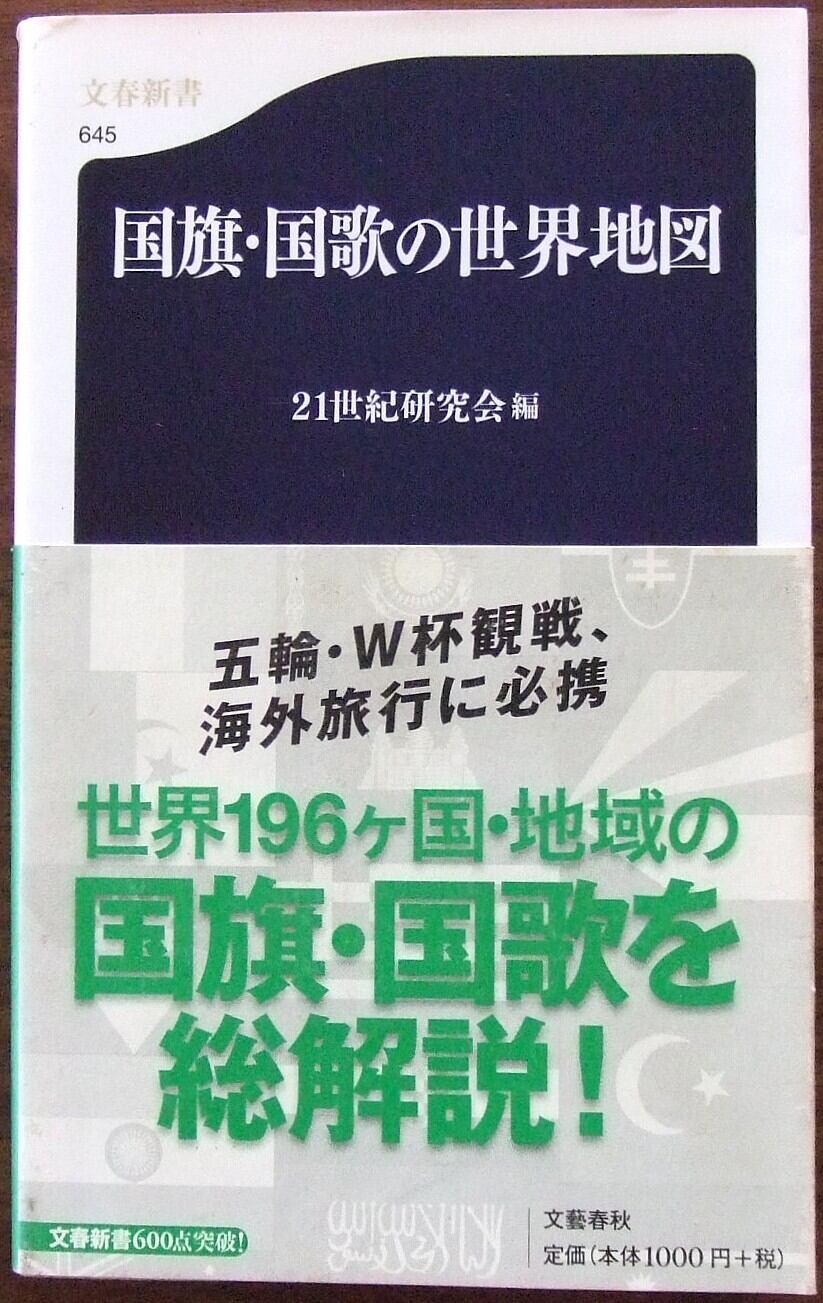 文春新書
645
国旗・国歌の世界地図
21世紀研究会編
五輪・W杯観戦、
海外旅行に必携
世界196ヶ国・地域の
国旗・国歌を
総解説!
文春新書600点突破!
文藝春秋
定価(本体1000円+税)